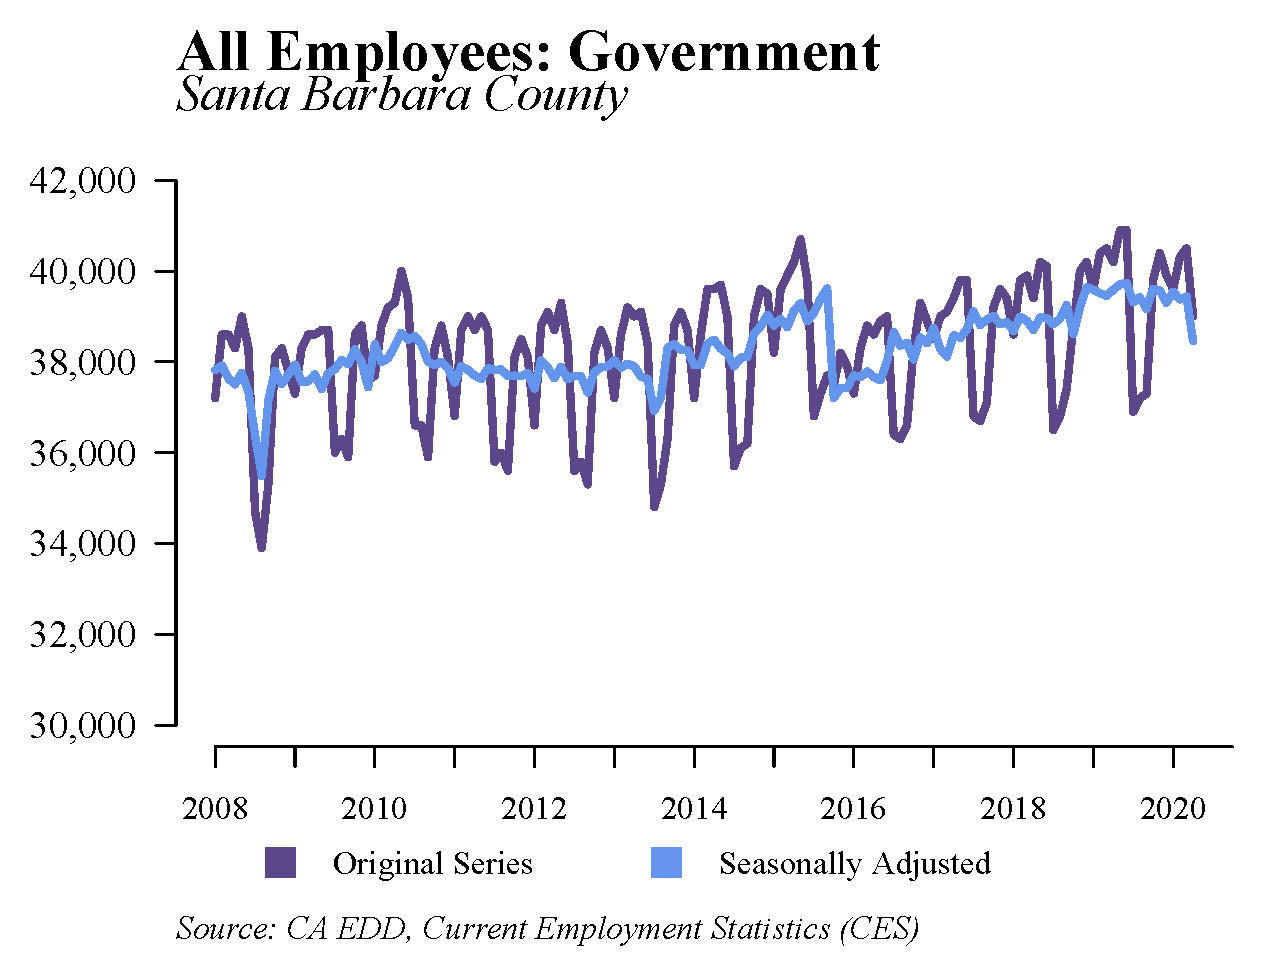 All Employees: Government
Santa Barbara County
42,000
40,000
38,000
36,000
34,000
32,000
30,000
2008 2010 2012 2014 2016 2018 2020
Original Series Seasonally Adjusted
Source: CA EDD, Current Employment Statistics (CES)